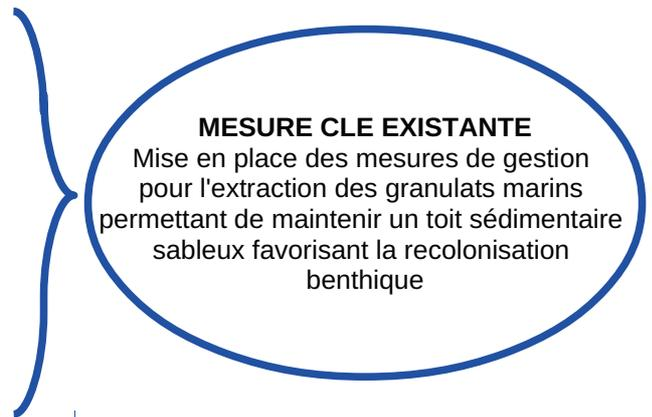 MESURE CLE EXISTANTE
Mise en place des mesures de gestion
pour l'extraction des granulats marins
permettant de maintenir un toit sédimentaire
sableux favorisant la recolonisation
benthique